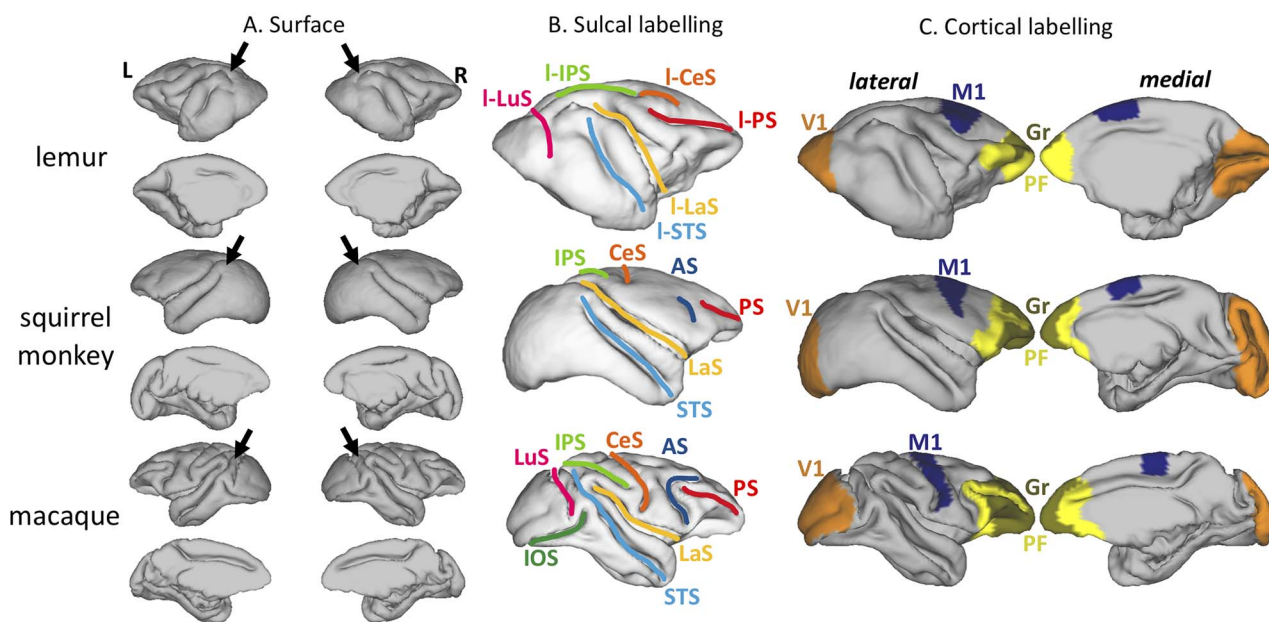 A. Surface
B. Sulcal labelling
C. Cortical labelling
L
R
lemur
l-IPS
l-CeS
l-LuS
l-PS
l-LaS
l-STS
lateral
medial
M1
V1
Gr
PF
squirrel
monkey
IPS
CeS
AS
PS
LaS
STS
M1
V1
Gr
PF
macaque
LuS
IPS
CeS
AS
PS
LaS
IOS
STS
M1
V1
Gr
PF